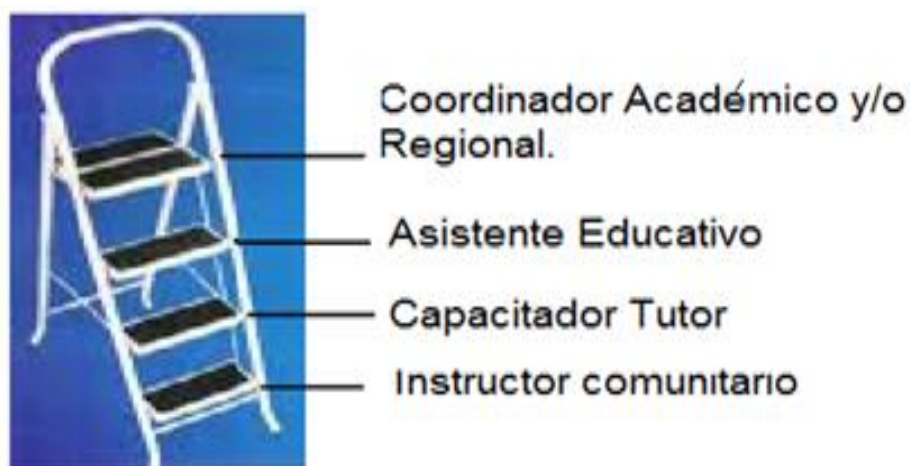 Coordinador Académico y/o
Regional.
Asistente Educativo
Capacitador Tutor
Instructor comunitario